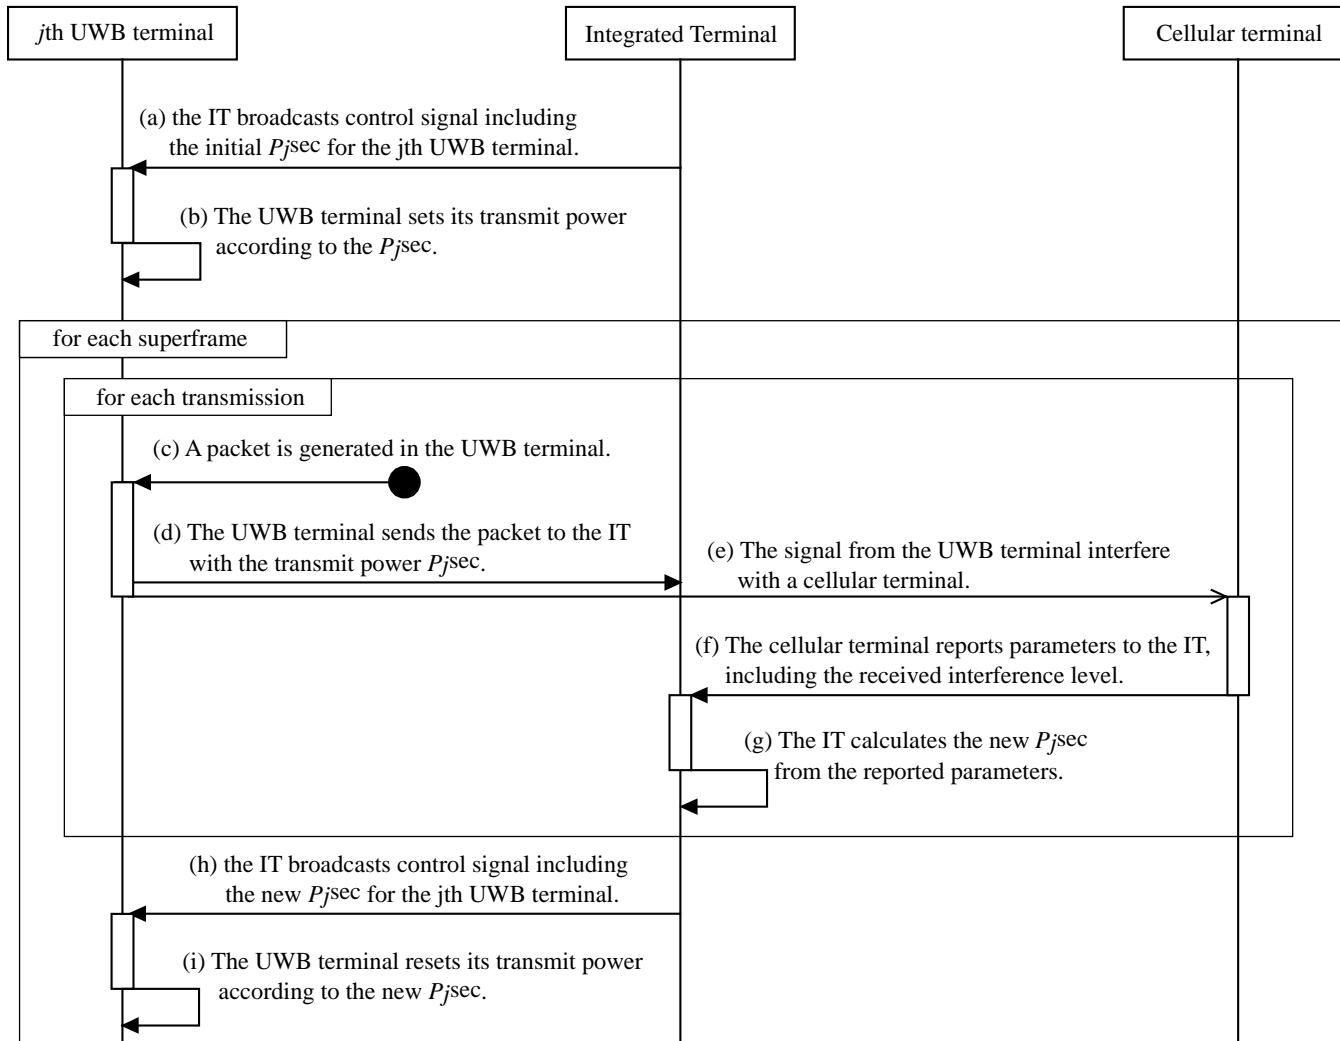 jth UWB terminal
Integrated Terminal
Cellular terminal
(a) the IT broadcasts control signal including
the initial Pjsec for the jth UWB terminal.
(b) The UWB terminal sets its transmit power
according to the Pjsec.
for each superframe
for each transmission
(c) A packet is generated in the UWB terminal.
(d) The UWB terminal sends the packet to the IT
with the transmit power Pjsec.
(e) The signal from the UWB terminal interfere
with a cellular terminal.
(f) The cellular terminal reports parameters to the IT,
including the received interference level.
(g) The IT calculates the new Pjsec
from the reported parameters.
(h) the IT broadcasts control signal including
the new Pjsec for the jth UWB terminal.
(i) The UWB terminal resets its transmit power
according to the new Pjsec.